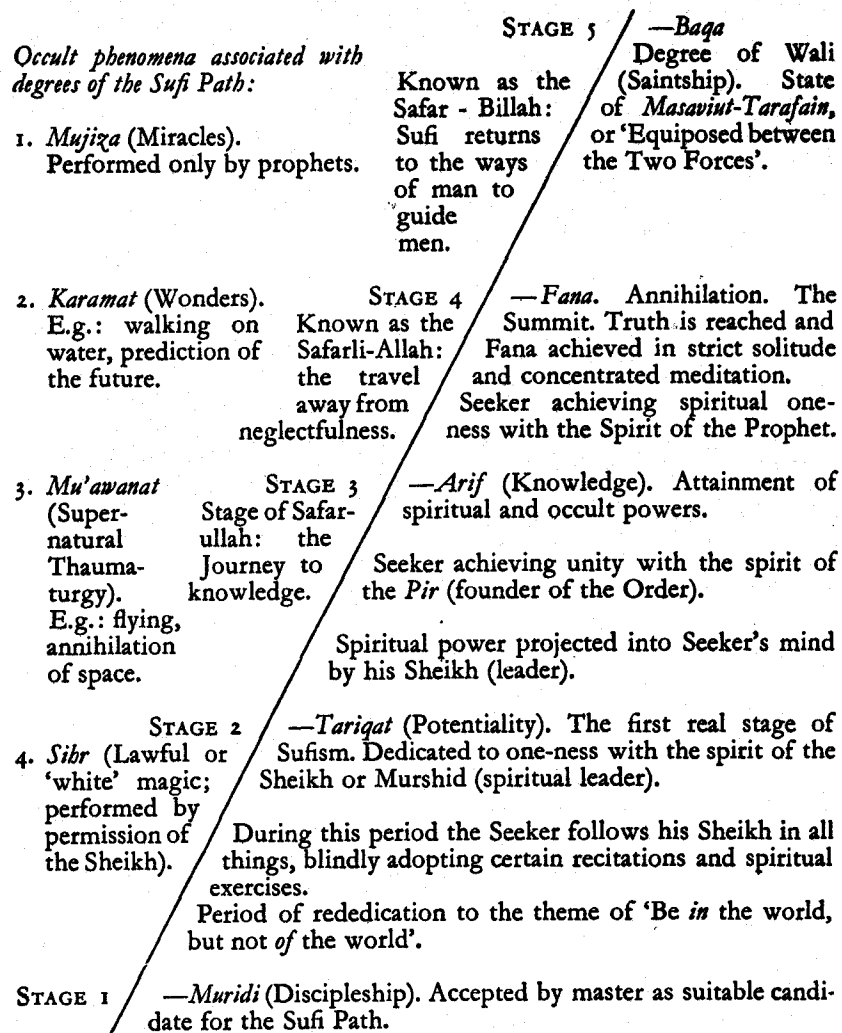 STAGE 5 —Baqa
Occult phenomena associated with
degrees of the Sufi Path:
1. Mujiza (Miracles).
Performed only by prophets.
Known as the
Safar - Billah:
Sufi returns
to the ways
of man to
guide
men.
Degree of Wali
(Saintship). State
of Masaviut-Tarafain,
or ‘Equiposed between
the Two Forces’.
2. Karamat (Wonders).
E.g.: walking on
water, prediction of
the future.
STAGE 4
Known as the
Safarli-Allah:
the travel
away from
neglectfulness.
—Fana. Annihilation. The
Summit. Truth is reached and
Fana achieved in strict solitude
and concentrated meditation.
Seeker achieving spiritual one-
ness with the Spirit of the Prophet.
3. Mu’awanat
(Super-
natural
Thauma-
turgy).
E.g.: flying,
annihilation
of space.
STAGE 3
Stage of Safar-
ullah: the
Journey to
knowledge.
—Arif (Knowledge). Attainment of
spiritual and occult powers.
Seeker achieving unity with the spirit of
the Pir (founder of the Order).
Spiritual power projected into Seeker’s mind
by his Sheikh (leader).
STAGE 2
4. Sihr (Lawful or
‘white’ magic;
performed by
permission of
the Sheikh).
—Tariqat (Potentiality). The first real stage of
Sufism. Dedicated to one-ness with the spirit of the
Sheikh or Murshid (spiritual leader).
During this period the Seeker follows his Sheikh in all
things, blindly adopting certain recitations and spiritual
exercises.
Period of rededication to the theme of ‘Be in the world,
but not of the world’.
STAGE 1 —Muridi (Discipleship). Accepted by master as suitable candi-
date for the Sufi Path.